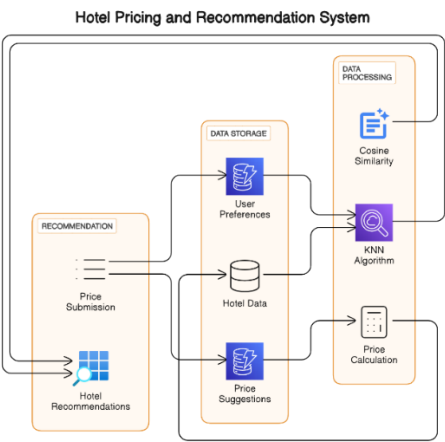 Hotel Pricing and Recommendation System
DATA
PROCESSING
Cosine
Similarity
DATA STORAGE
User
Preferences
KNN
Algorithm
RECOMMENDATION
Price
Submission
Hotel Data
Price
Calculation
Hotel
Recommendations
Price
Suggestions